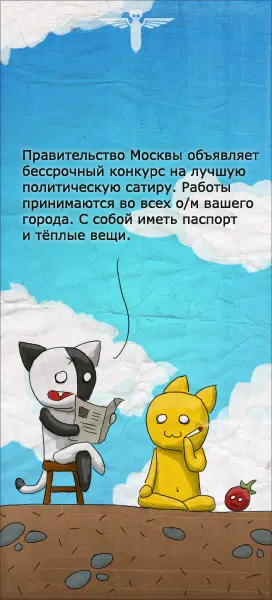 Правительство Москвы объявляет
бессрочный конкурс на лучшую
политическую сатиру. Работы
принимаются во всех о/м вашего
города. С собой иметь паспорт
и тёплые вещи.